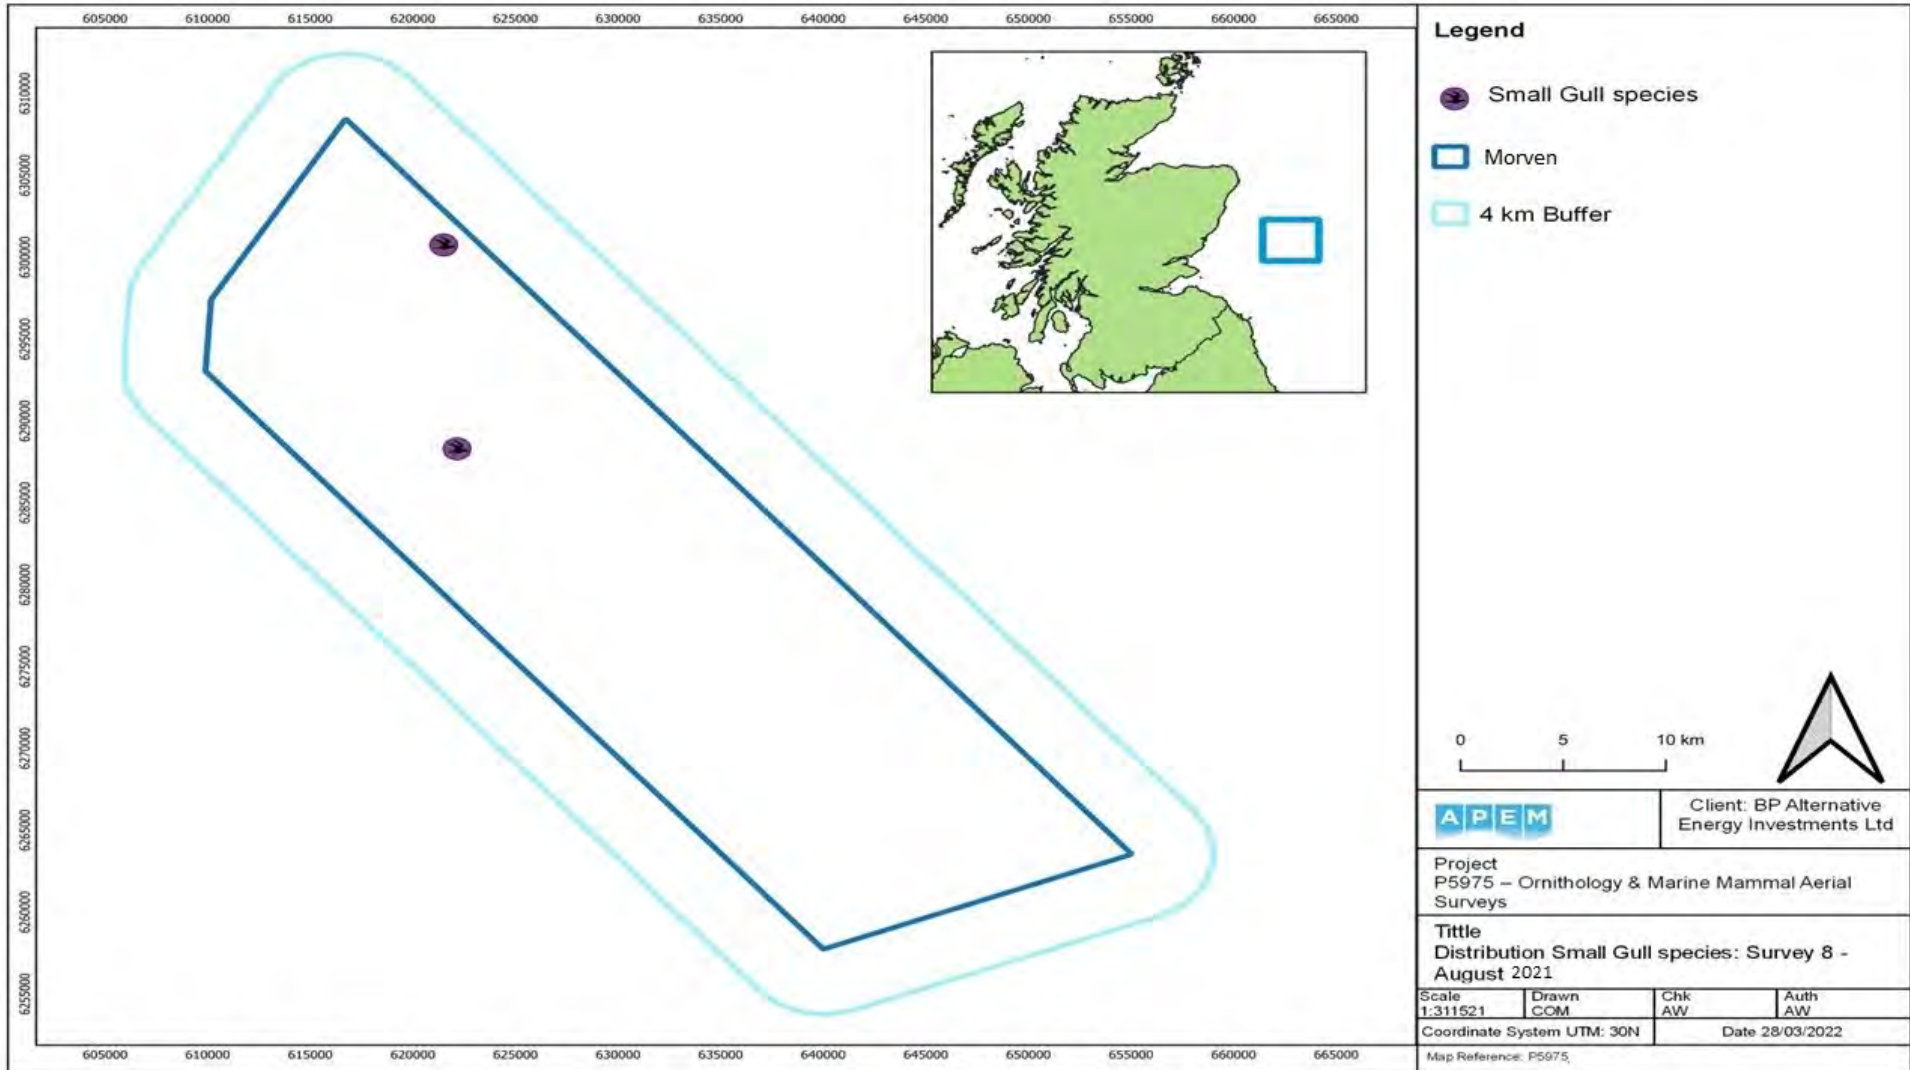 605000 610000 615000 620000 625000 630000 635000 640000 645000 650000 655000 660000 665000
6310000
6305000
6300000
6295000
6290000
6285000
6280000
6275000
6270000
6265000
6260000
6255000
605000 610000 615000 620000 625000 630000 635000 640000 645000 650000 655000 660000 665000
Legend
Small Gull species
Morven
4 km Buffer
0 5 10 km
APEM
Client: BP Alternative
Energy Investments Ltd
Project
P5975 – Ornithology & Marine Mammal Aerial
Surveys
Tittle
Distribution Small Gull species: Survey 8 -
August 2021
Scale Drawn Chk Auth
1:311521 COM AW AW
Coordinate System UTM: 30N Date 28/03/2022
Map Reference: P5975